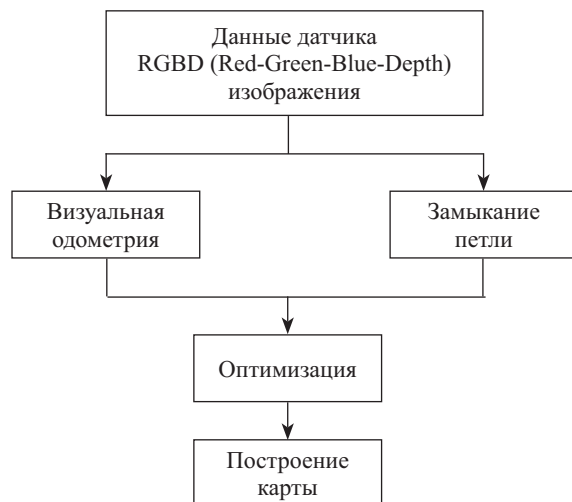 Данные датчика
RGBD (Red-Green-Blue-Depth)
изображения
Визуальная
одометрия
Замыкание
петли
Оптимизация
Построение
карты